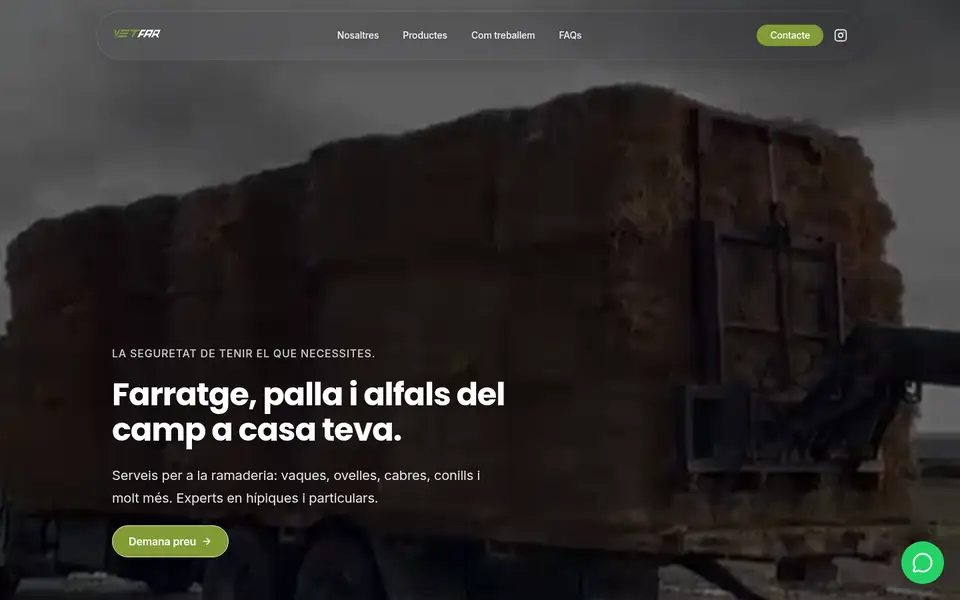 VETFAR
Nosaltres
Productes
Com treballem
FAQs
Contacte
LA SEGURETAT DE TENIR EL QUE NECESSITES.
Farratge, palla i alfals del
camp a casa teva.
Serveis per a la ramaderia: vaques, ovelles, cabres, conills i
molt més. Experts en hípiques i particulars.
Demana preu →